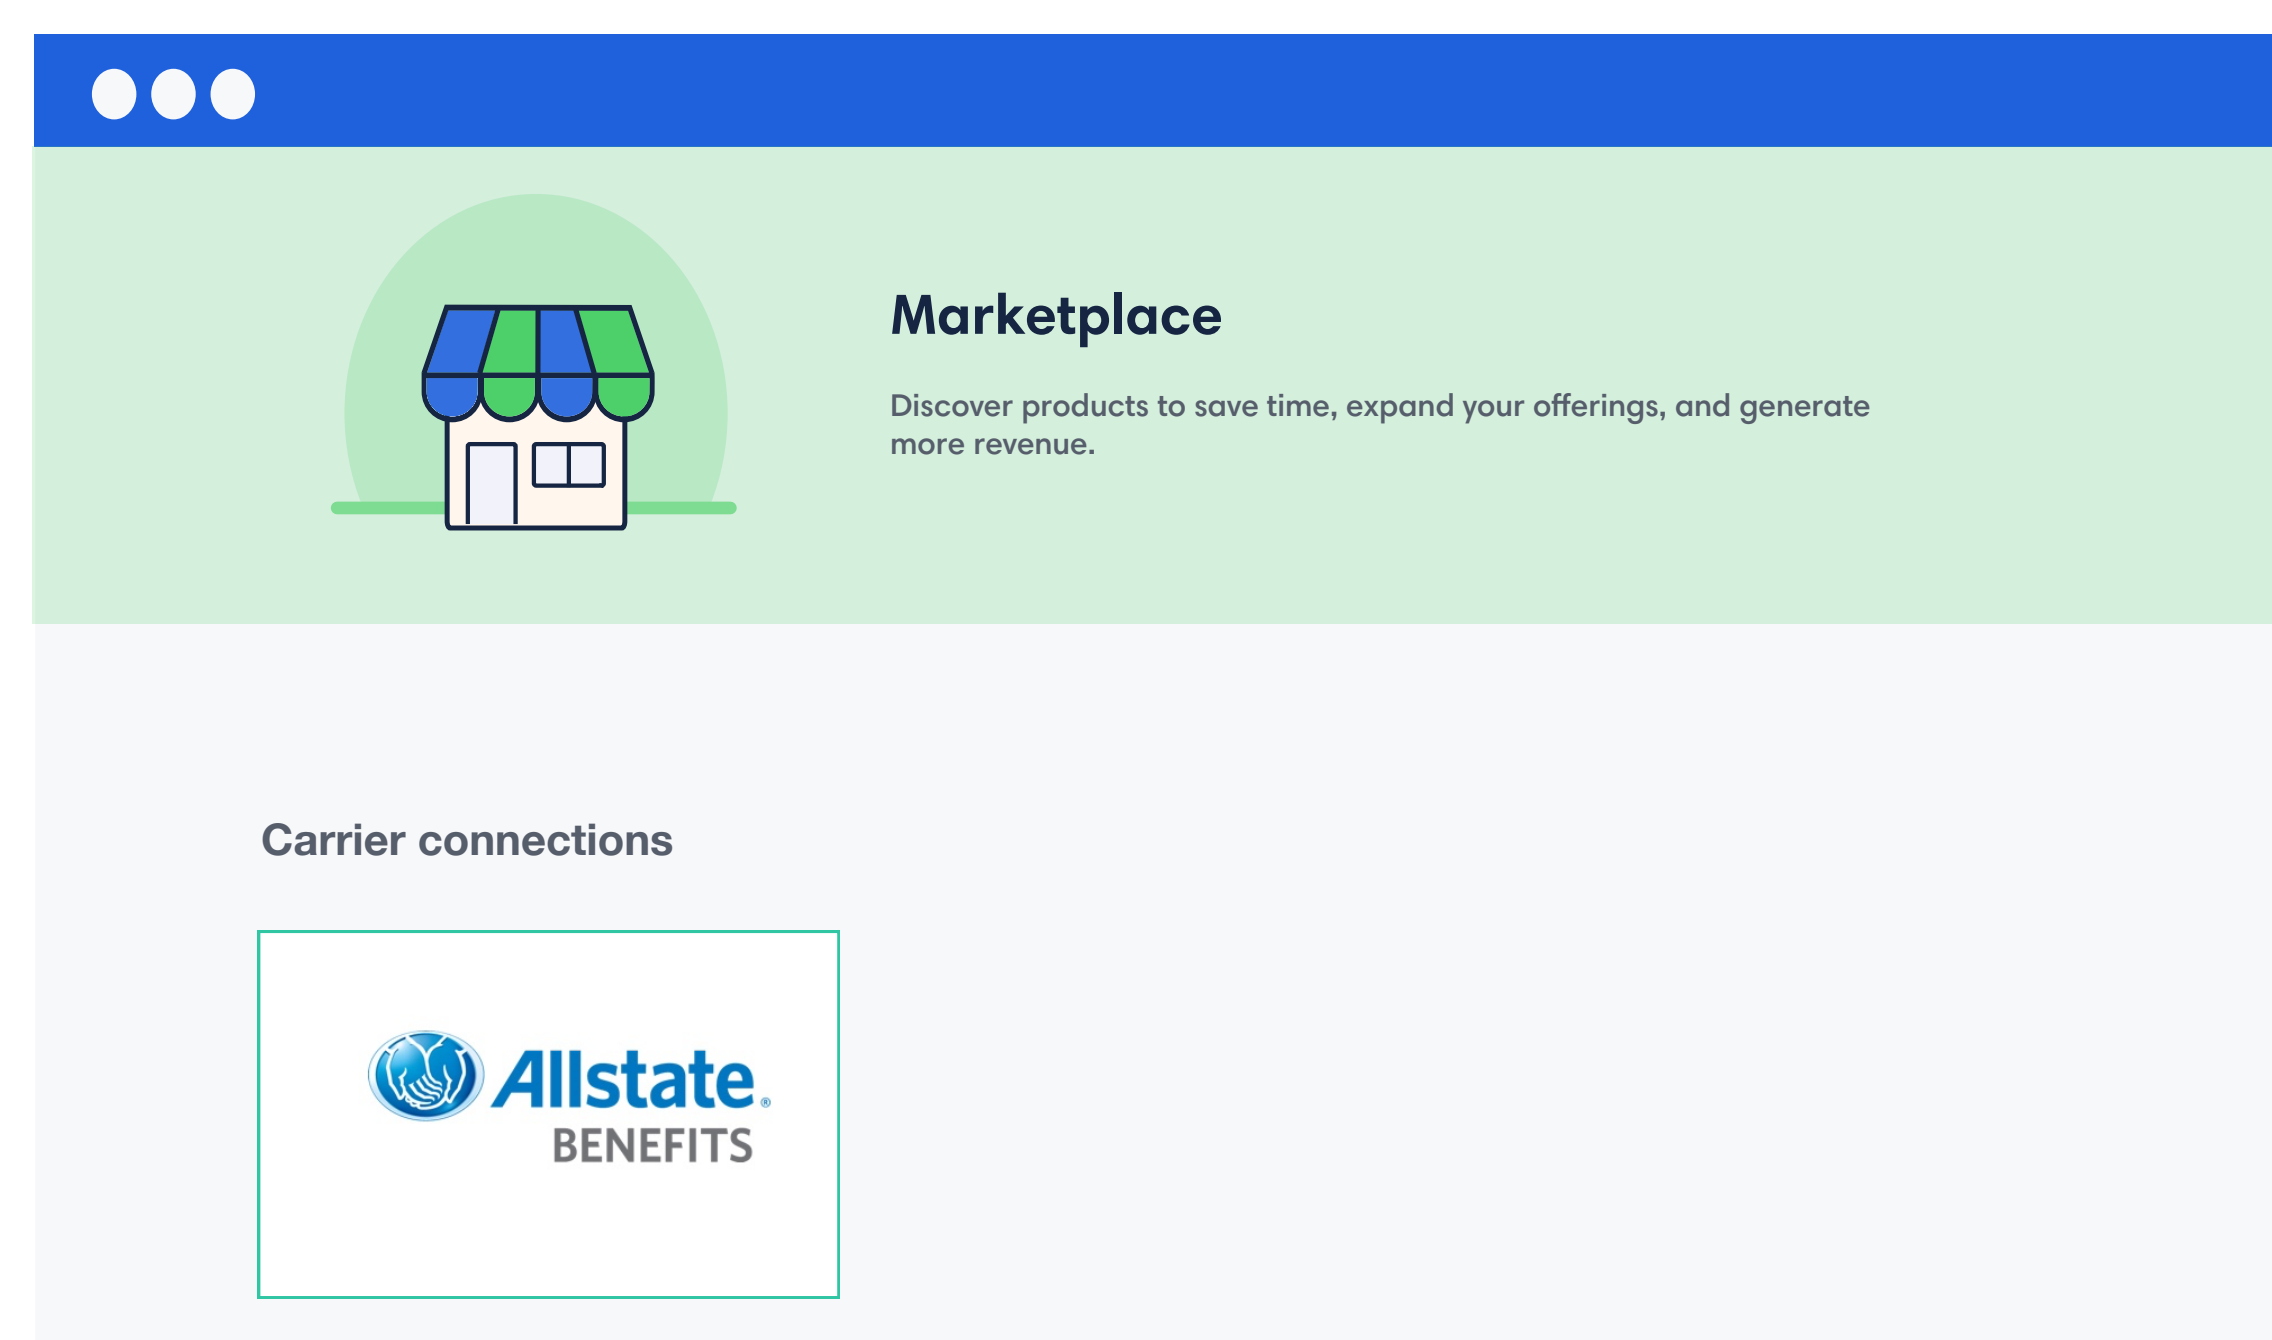 Marketplace
Discover products to save time, expand your offerings, and generate
more revenue.
Carrier connections
Allstate®
BENEFITS